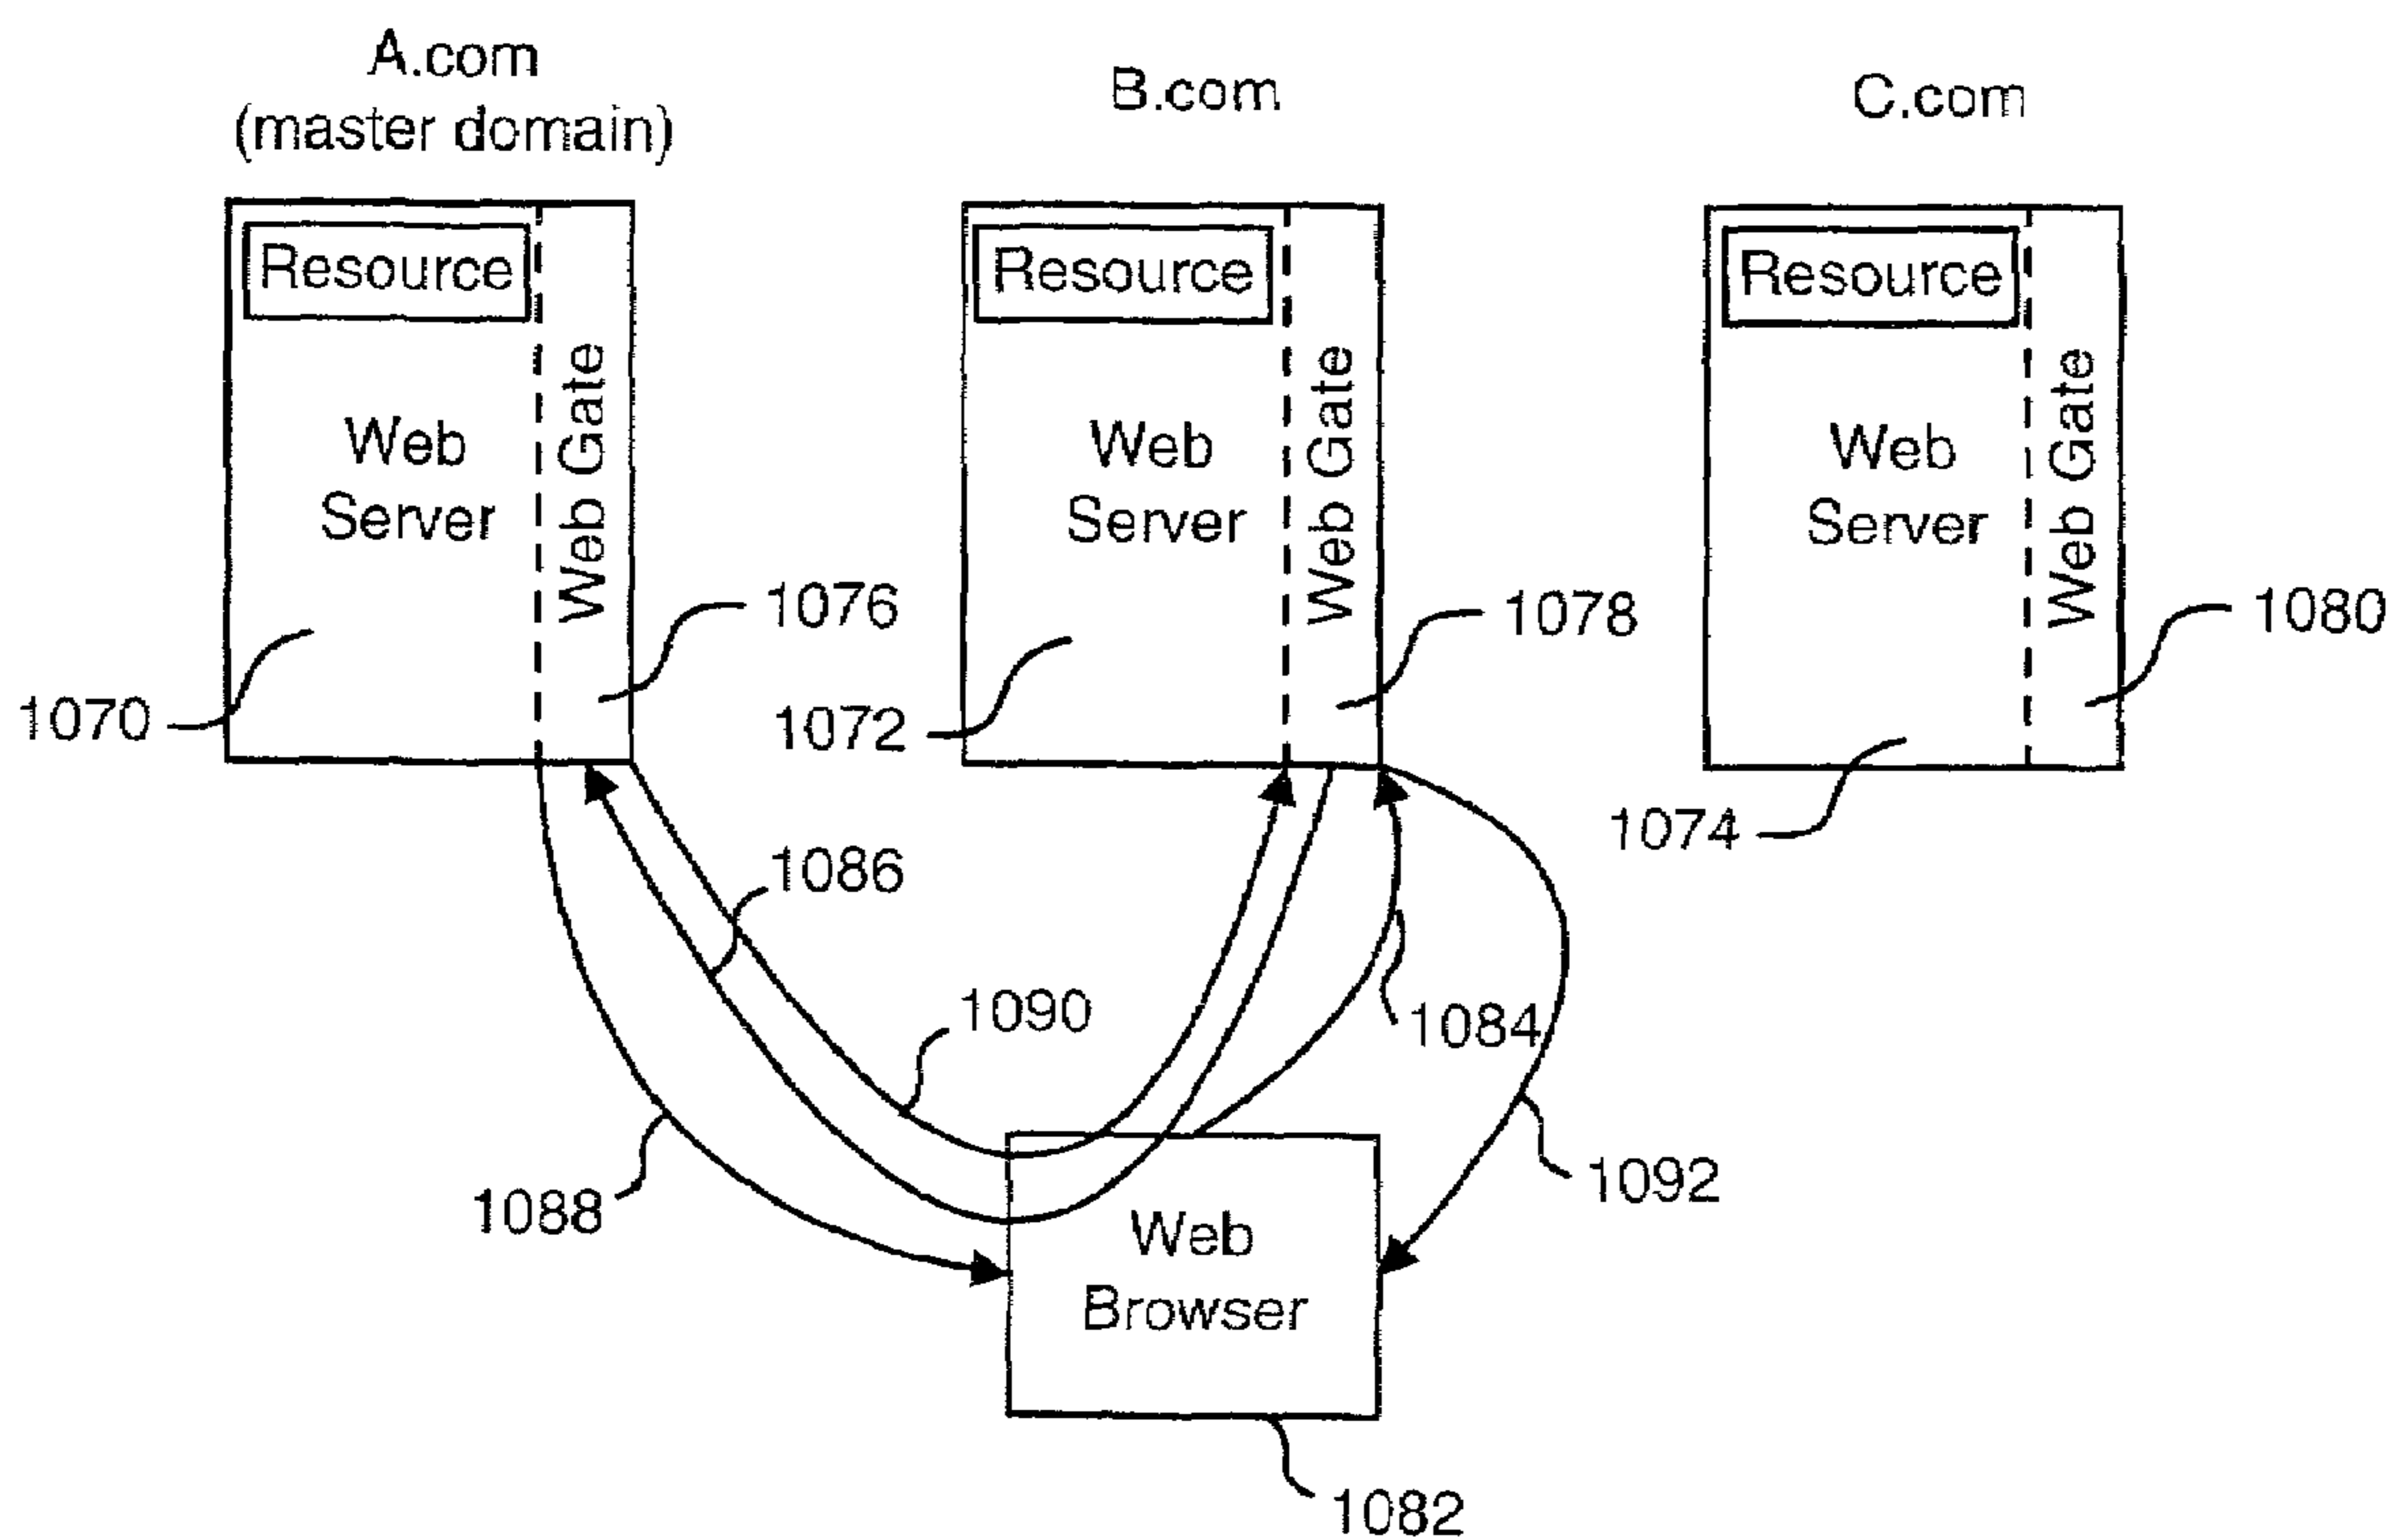 A.com
(master domain)
B.com
C.com
Resource
Web
Server
Web Gate
1070
1076
Resource
Web
Server
Web Gate
1072
1078
Resource
Web
Server
Web Gate
1074
1080
1086
1090
1084
1088
1092
Web
Browser
1082